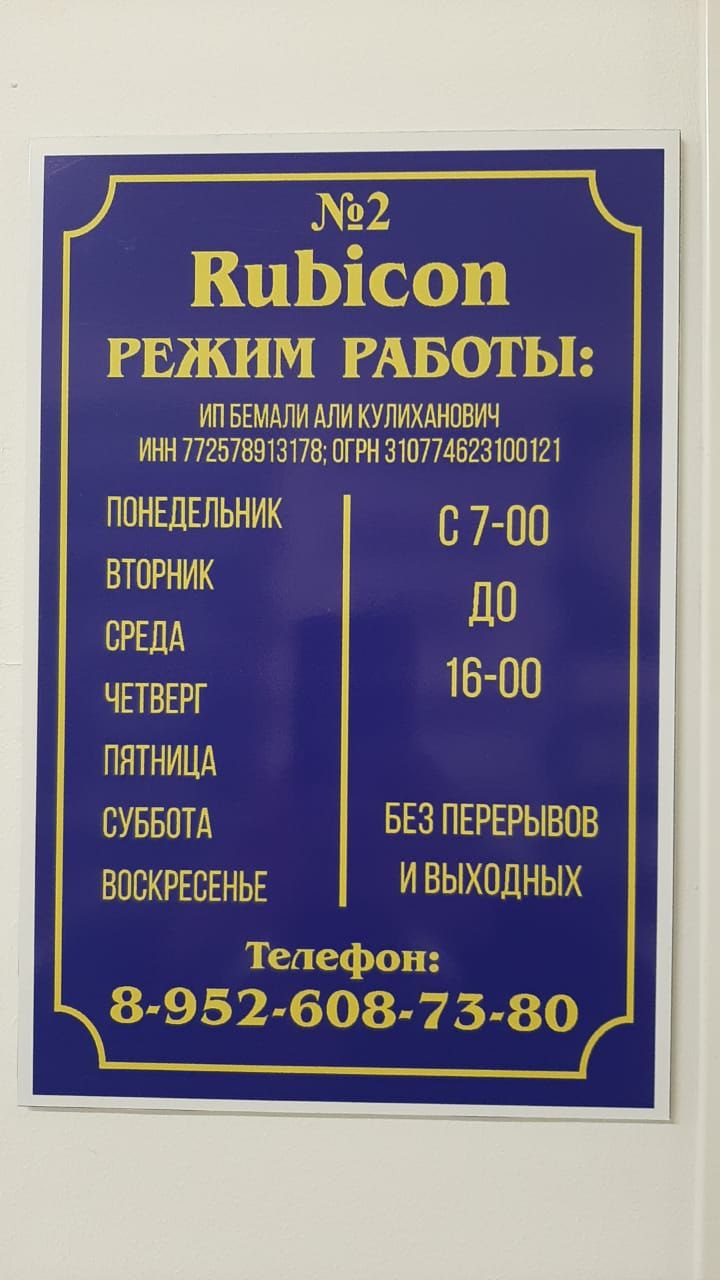 №2
Rubicon
РЕЖИМ РАБОТЫ:
ИП БЕМАЛИ АЛИ КУЛИХАНОВИЧ
ИНН 772578913178; ОГРН 310774623100121
ПОНЕДЕЛЬНИК
ВТОРНИК
СРЕДА
ЧЕТВЕРГ
ПЯТНИЦА
СУББОТА
ВОСКРЕСЕНЬЕ
С 7-00
ДО
16-00
БЕЗ ПЕРЕРЫВОВ
И ВЫХОДНЫХ
Телефон:
8-952-608-73-80